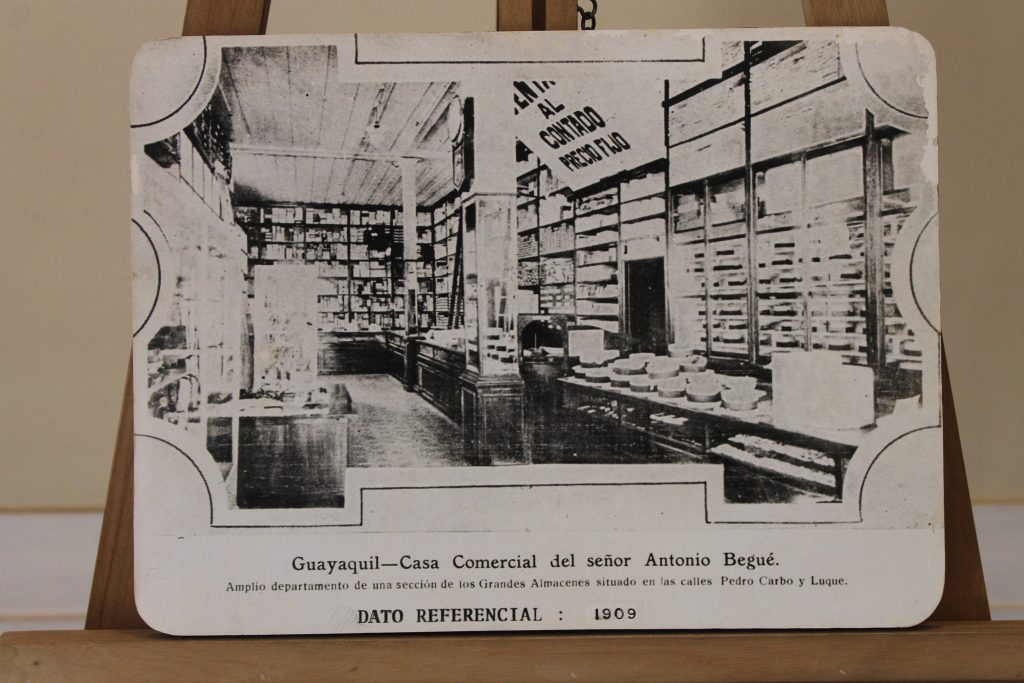 AL
CONTADO
PRECIO FIJO
Guayaquil—Casa Comercial del señor Antonio Begué.
Amplio departamento de una sección de los Grandes Almacenes situado en las calles Pedro Carbo y Luque.
DATO REFERENCIAL : 1909